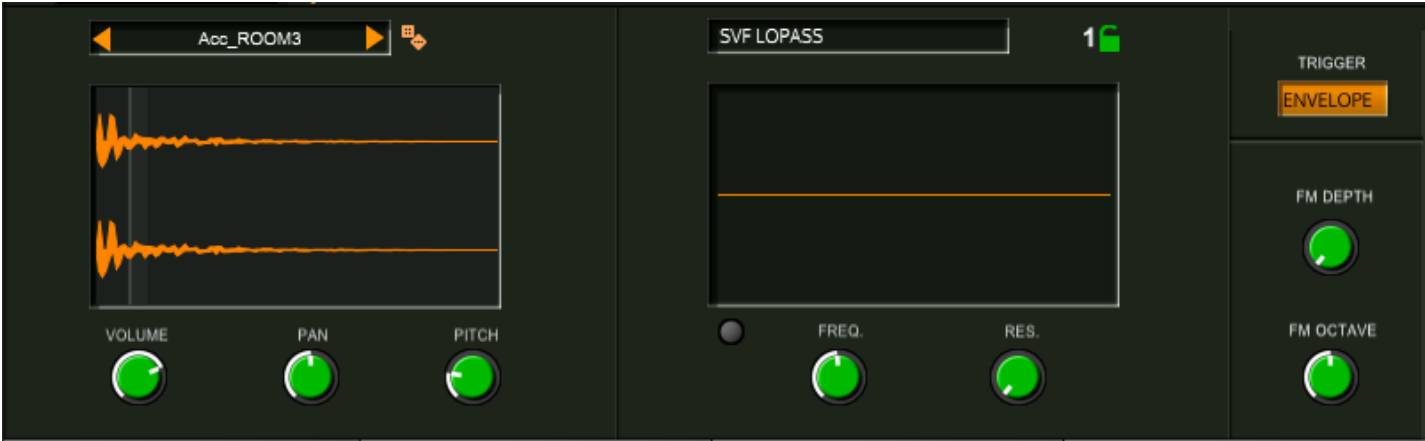 Acc_ROOM3
SVF LOPASS
1
TRIGGER
ENVELOPE
FM DEPTH
VOLUME
PAN
PITCH
FREQ.
RES.
FM OCTAVE